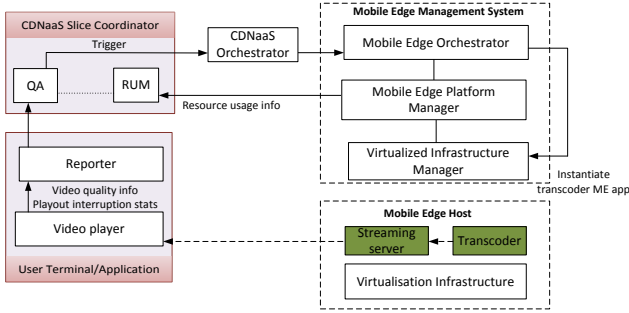 CDNaaS Slice Coordinator
Trigger
QA
RUM
CDNaaS
Orchestrator
Mobile Edge Management System
Mobile Edge Orchestrator
Mobile Edge Platform
Manager
Virtualized Infrastructure
Manager
Resource usage info
Instantiate
transcoder ME app
Reporter
Video quality info
Playout interruption stats
Video player
User Terminal/Application
Mobile Edge Host
Streaming
server
Transcoder
Virtualisation Infrastructure